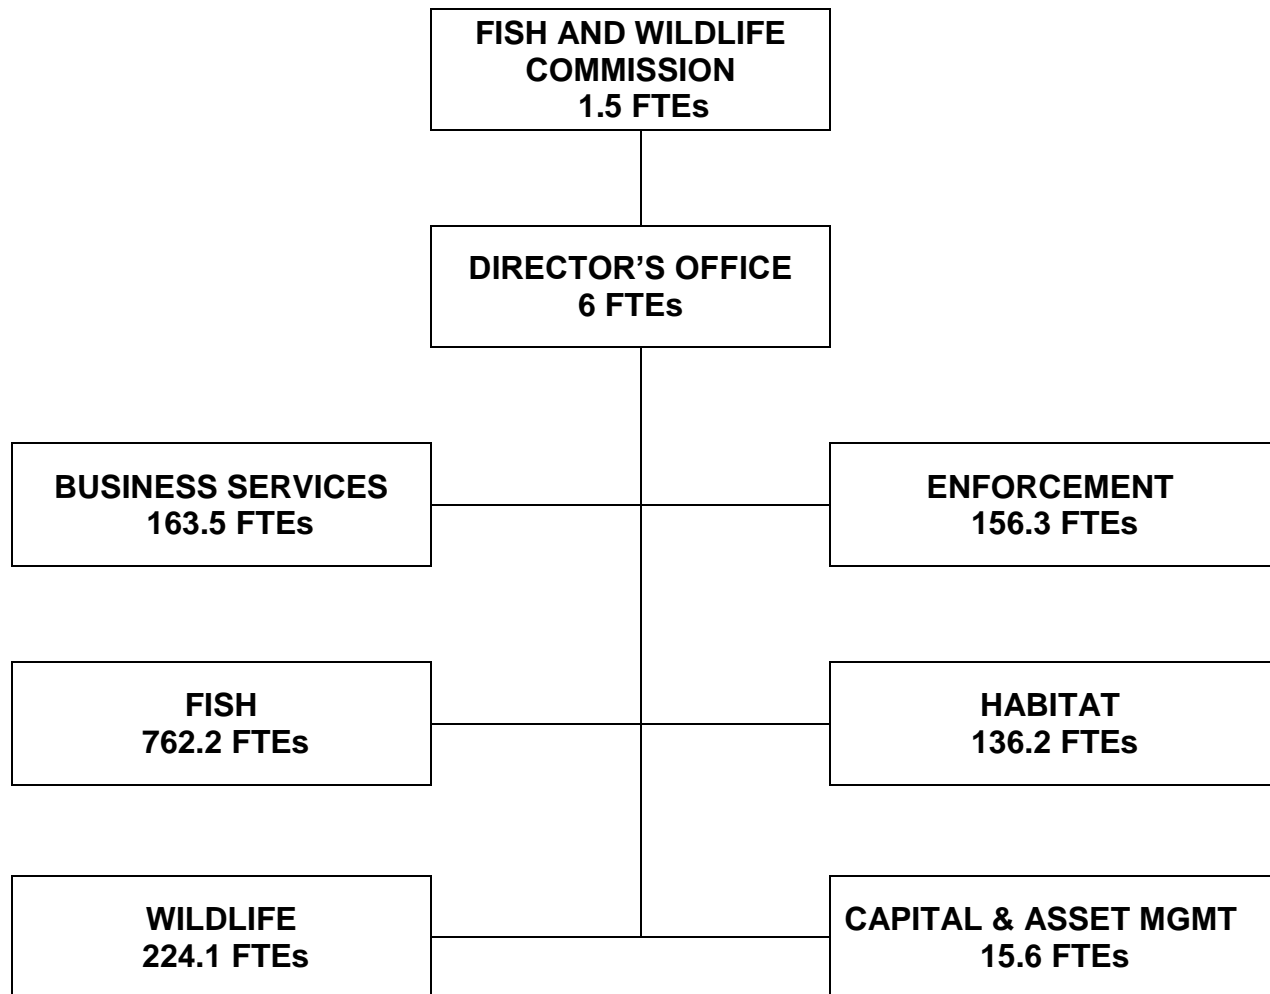 FISH AND WILDLIFE
COMMISSION
1.5 FTEs
DIRECTOR’S OFFICE
6 FTEs
BUSINESS SERVICES
163.5 FTEs
ENFORCEMENT
156.3 FTEs
FISH
762.2 FTEs
HABITAT
136.2 FTEs
WILDLIFE
224.1 FTEs
CAPITAL & ASSET MGMT
15.6 FTEs